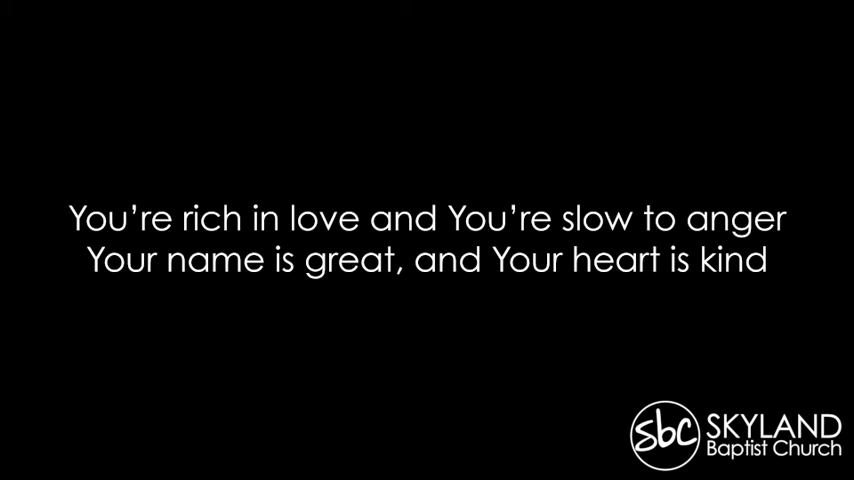 You're rich in love and You're slow to anger
Your name is great, and Your heart is kind
sbc SKYLAND
Baptist Church